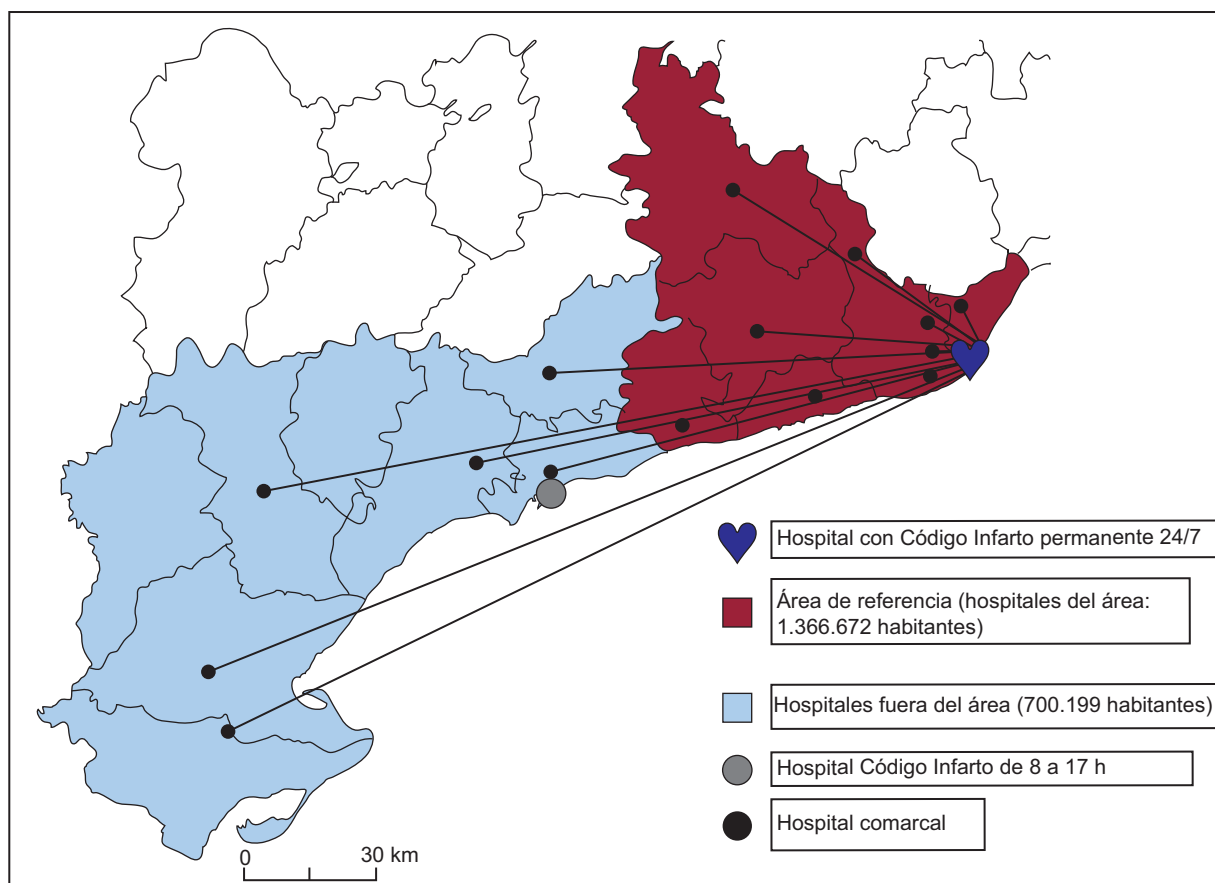 Hospital con Código Infarto permanente 24/7
Área de referencia (hospitales del área:
1.366.672 habitantes)
Hospitales fuera del área (700.199 habitantes)
Hospital Código Infarto de 8 a 17 h
Hospital comarcal
0 30 km